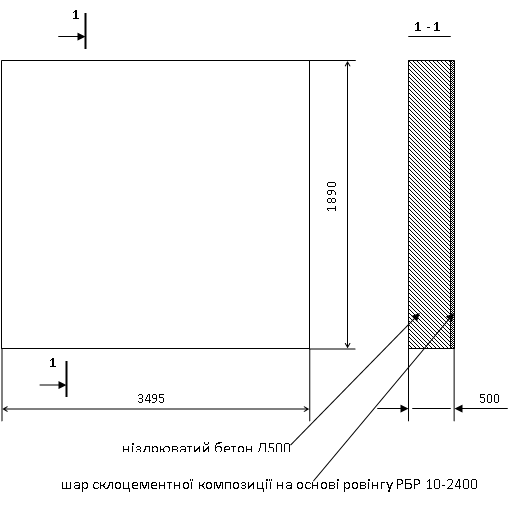 1
1 - 1
1890
1
3495
500
ніздрюватий бетон Д500
шар склоцементної композиції на основі ровінгу РБР 10-2400